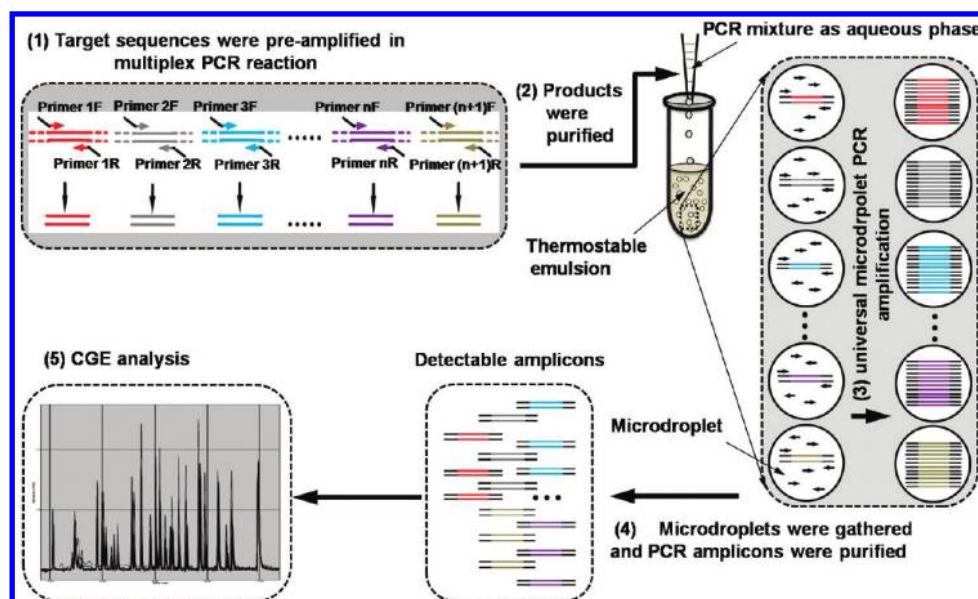 (1) Target sequences were pre-amplified in
multiplex PCR reaction
Primer 1F Primer 2F Primer 3F Primer nF Primer (n+1)F
Primer 1R Primer 2R Primer 3R Primer nR Primer (n+1)R
(2) Products
were
purified
PCR mixture as aqueous phase
Thermostable
emulsion
(3) universal microdrplet PCR
amplification
Microdroplet
(4) Microdroplets were gathered
and PCR amplicons were purified
Detectable amplicons
(5) CGE analysis